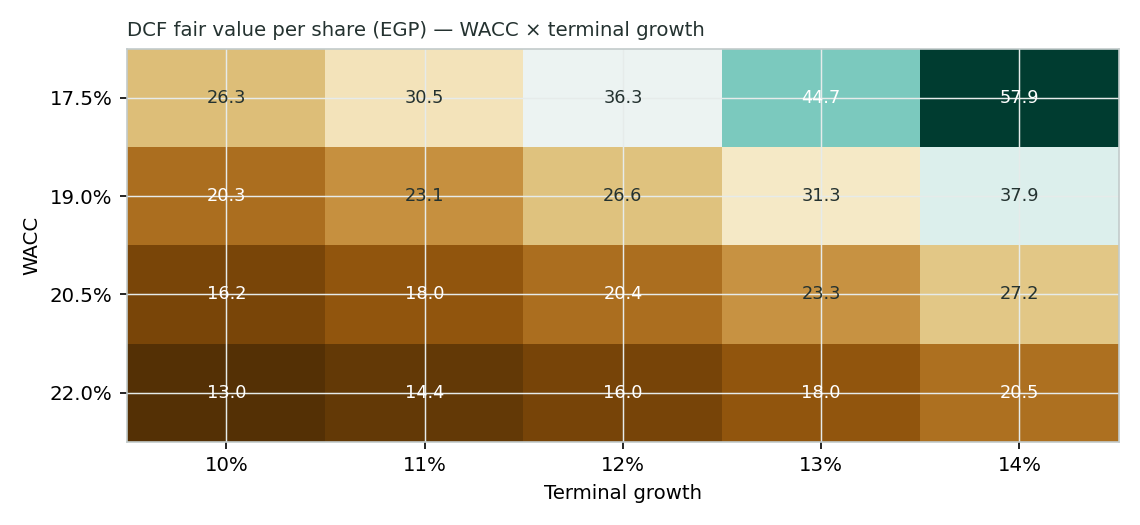 DCF fair value per share (EGP) — WACC × terminal growth
17.5% 26.3 30.5 36.3 44.7 57.9
19.0% 20.3 23.1 26.6 31.3 37.9
20.5% 16.2 18.0 20.4 23.3 27.2
22.0% 13.0 14.4 16.0 18.0 20.5
WACC
10% 11% 12% 13% 14%
Terminal growth